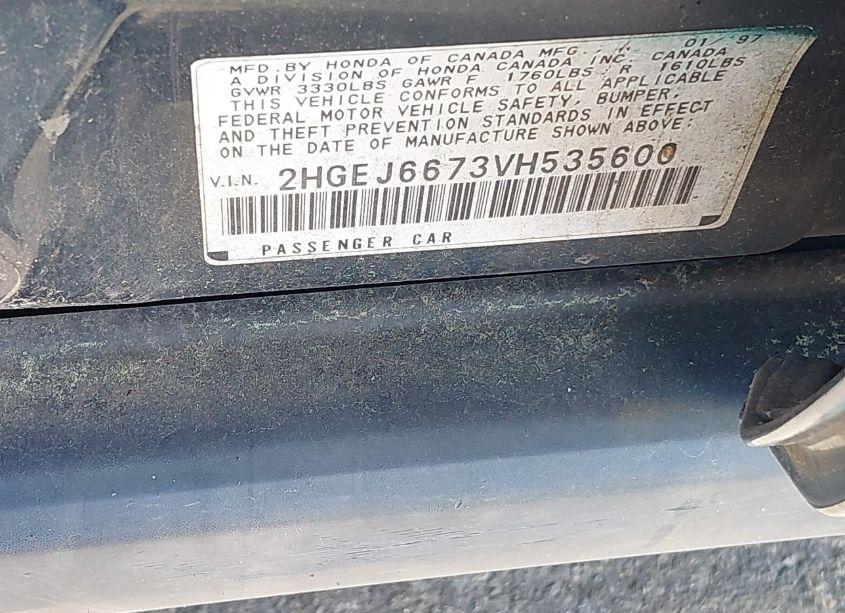 MFD. BY HONDA OF CANADA MFG., 01/97
A DIVISION OF HONDA CANADA INC. CANADA
GVWR 3330LBS GAWR F 1760LBS R 1610LBS
THIS VEHICLE CONFORMS TO ALL APPLICABLE
FEDERAL MOTOR VEHICLE SAFETY, BUMPER,
AND THEFT PREVENTION STANDARDS IN EFFECT
ON THE DATE OF MANUFACTURE SHOWN ABOVE:
V.I.N. 2HGEJ6673VH535600
PASSENGER CAR